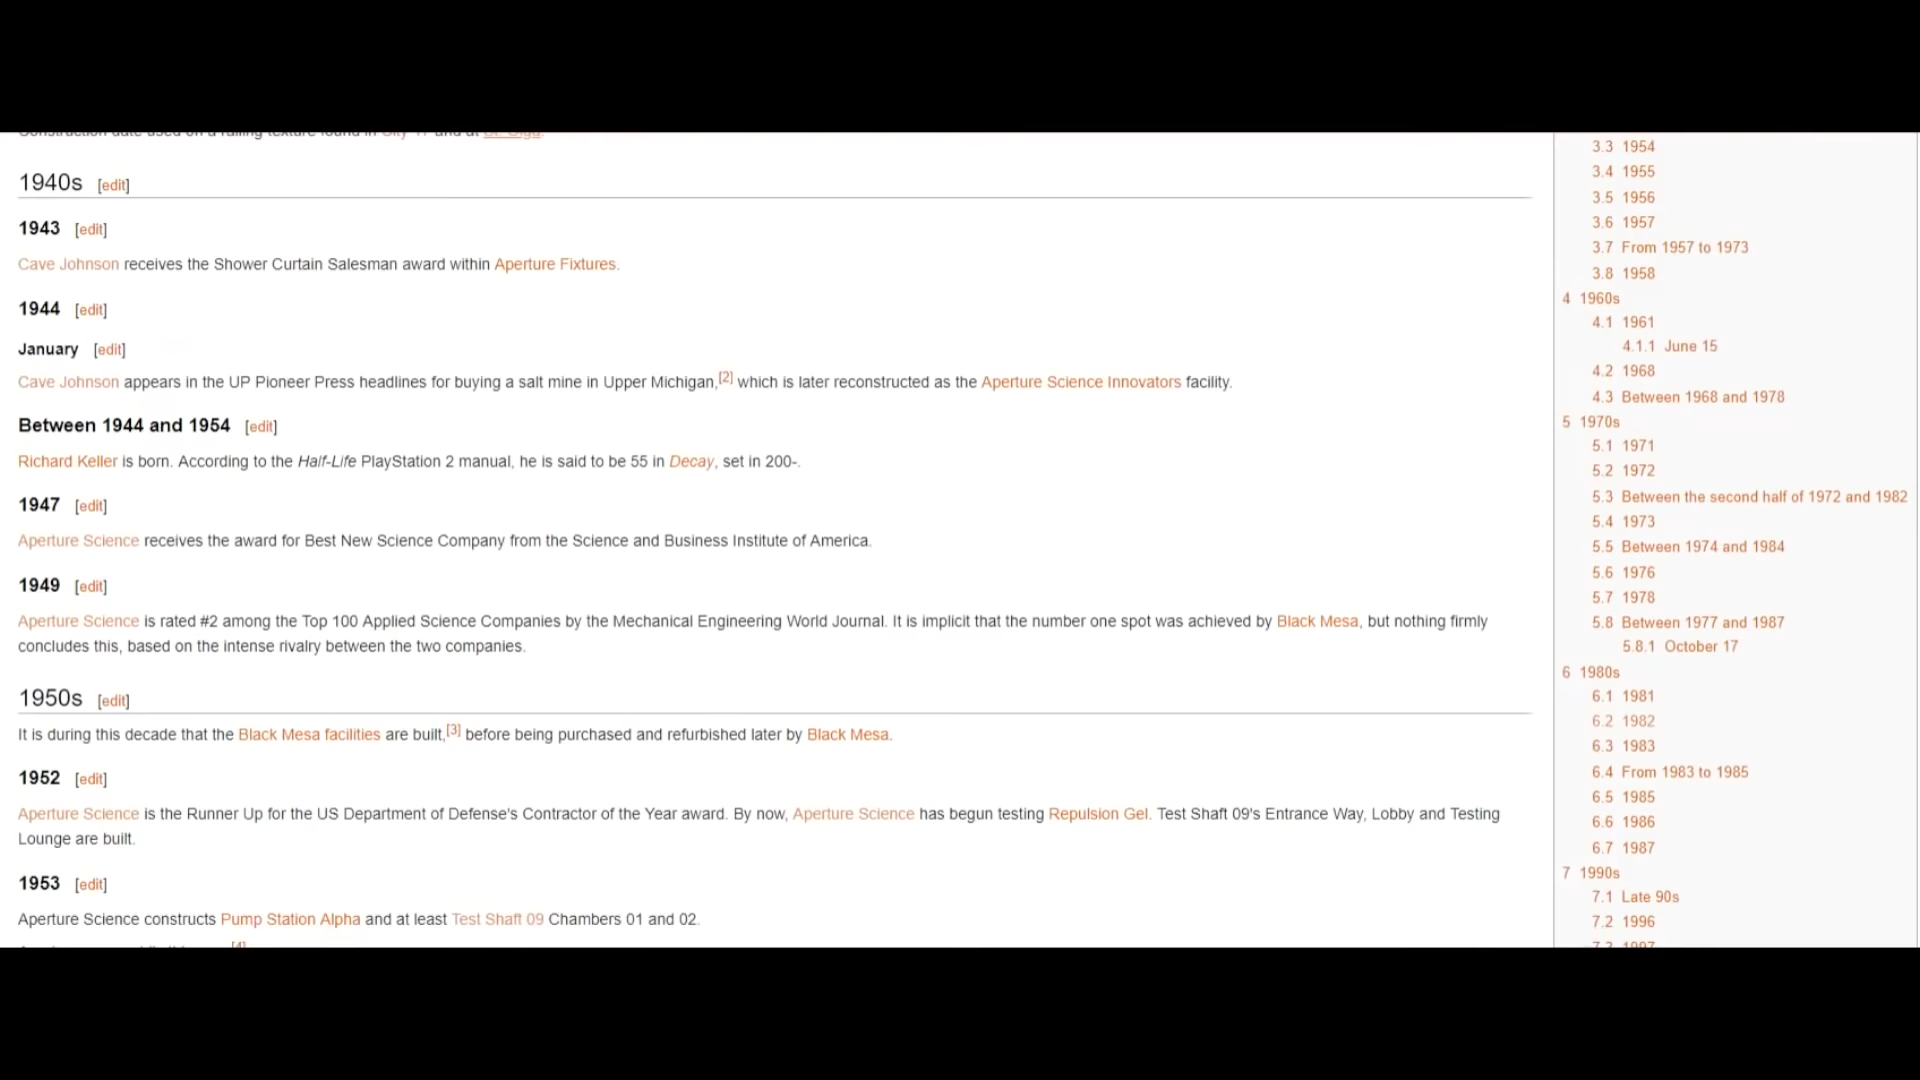 Construction date used on a railing texture found in City 17 and at
1940s [edit]
1943 [edit]
Cave Johnson receives the Shower Curtain Salesman award within Aperture Fixtures.
1944 [edit]
January [edit]
Cave Johnson appears in the UP Pioneer Press headlines for buying a salt mine in Upper Michigan,[2] which is later reconstructed as the Aperture Science Innovators facility.
Between 1944 and 1954 [edit]
Richard Keller is born. According to the Half-Life PlayStation 2 manual, he is said to be 55 in Decay, set in 200-.
1947 [edit]
Aperture Science receives the award for Best New Science Company from the Science and Business Institute of America.
1949 [edit]
Aperture Science is rated #2 among the Top 100 Applied Science Companies by the Mechanical Engineering World Journal. It is implicit that the number one spot was achieved by Black Mesa, but nothing firmly
concludes this, based on the intense rivalry between the two companies.
1950s [edit]
It is during this decade that the Black Mesa facilities are built,[3] before being purchased and refurbished later by Black Mesa.
1952 [edit]
Aperture Science is the Runner Up for the US Department of Defense's Contractor of the Year award. By now, Aperture Science has begun testing Repulsion Gel. Test Shaft 09's Entrance Way, Lobby and Testing
Lounge are built.
1953 [edit]
Aperture Science constructs Pump Station Alpha and at least Test Shaft 09 Chambers 01 and 02.
[4]
3.3 1954
3.4 1955
3.5 1956
3.6 1957
3.7 From 1957 to 1973
3.8 1958
4 1960s
4.1 1961
4.1.1 June 15
4.2 1968
4.3 Between 1968 and 1978
5 1970s
5.1 1971
5.2 1972
5.3 Between the second half of 1972 and 1982
5.4 1973
5.5 Between 1974 and 1984
5.6 1976
5.7 1978
5.8 Between 1977 and 1987
5.8.1 October 17
6 1980s
6.1 1981
6.2 1982
6.3 1983
6.4 From 1983 to 1985
6.5 1985
6.6 1986
6.7 1987
7 1990s
7.1 Late 90s
7.2 1996
7.3 1997